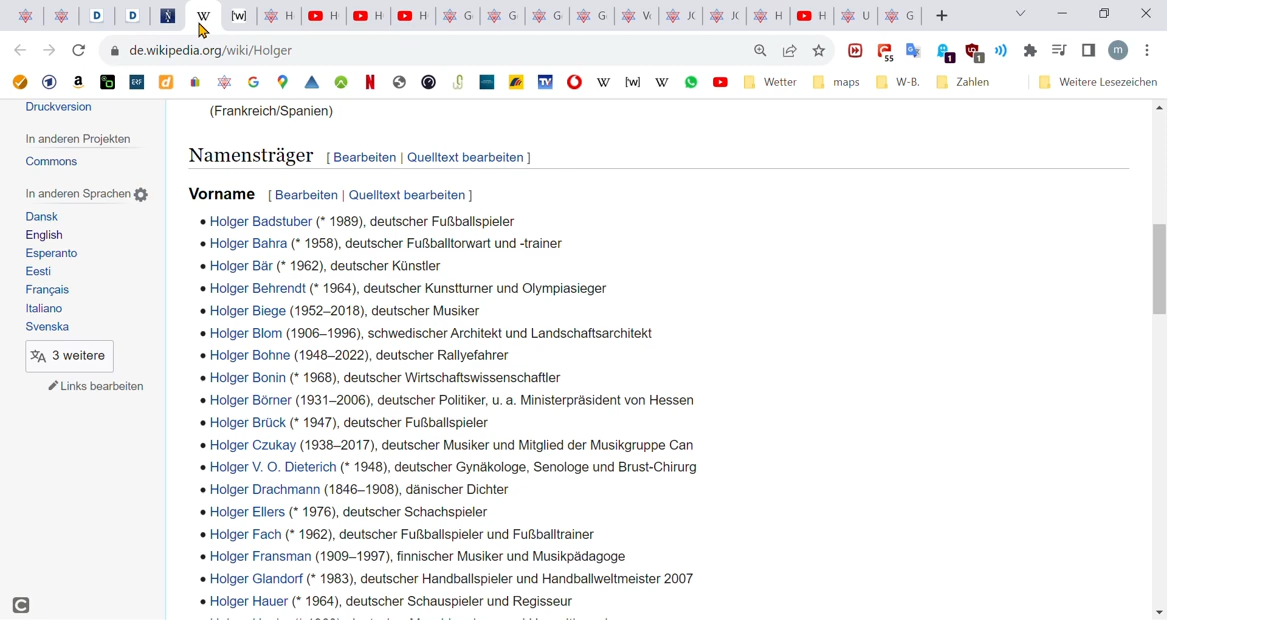 W [w] H H H H G G G G V JC JC H H U G
de.wikipedia.org/wiki/Holger 55 1 1 m
a ERF d G N TV W [w] W Wetter maps W-B. Zahlen Weitere Lesezeichen
Druckversion
In anderen Projekten
Commons
In anderen Sprachen
Dansk
English
Esperanto
Eesti
Français
Italiano
Svenska
3 weitere
Links bearbeiten
(Frankreich/Spanien)
Namensträger [ Bearbeiten | Quelltext bearbeiten ]
Vorname [ Bearbeiten | Quelltext bearbeiten ]
• Holger Badstuber (* 1989), deutscher Fußballspieler
• Holger Bahra (* 1958), deutscher Fußballtorwart und -trainer
• Holger Bär (* 1962), deutscher Künstler
• Holger Behrendt (* 1964), deutscher Kunstturner und Olympiasieger
• Holger Biege (1952–2018), deutscher Musiker
• Holger Blom (1906–1996), schwedischer Architekt und Landschaftsarchitekt
• Holger Bohne (1948–2022), deutscher Rallyefahrer
• Holger Bonin (* 1968), deutscher Wirtschaftswissenschaftler
• Holger Börner (1931–2006), deutscher Politiker, u. a. Ministerpräsident von Hessen
• Holger Brück (* 1947), deutscher Fußballspieler
• Holger Czukay (1938–2017), deutscher Musiker und Mitglied der Musikgruppe Can
• Holger V. O. Dieterich (* 1948), deutscher Gynäkologe, Senologe und Brust-Chirurg
• Holger Drachmann (1846–1908), dänischer Dichter
• Holger Ellers (* 1976), deutscher Schachspieler
• Holger Fach (* 1962), deutscher Fußballspieler und Fußballtrainer
• Holger Fransman (1909–1997), finnischer Musiker und Musikpädagoge
• Holger Glandorf (* 1983), deutscher Handballspieler und Handballweltmeister 2007
• Holger Hauer (* 1964), deutscher Schauspieler und Regisseur